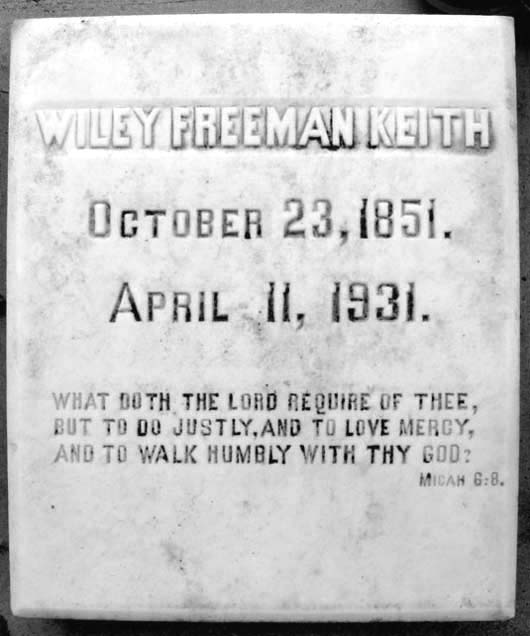 WILLEY FREEMAN KEITH
OCTOBER 23, 1851.
APRIL 11, 1931.
WHAT DOTH THE LORD REQUIRE OF THEE,
BUT TO DO JUSTLY, AND TO LOVE MERCY,
AND TO WALK HUMBLY WITH THY GOD?
MICAH 6:8.